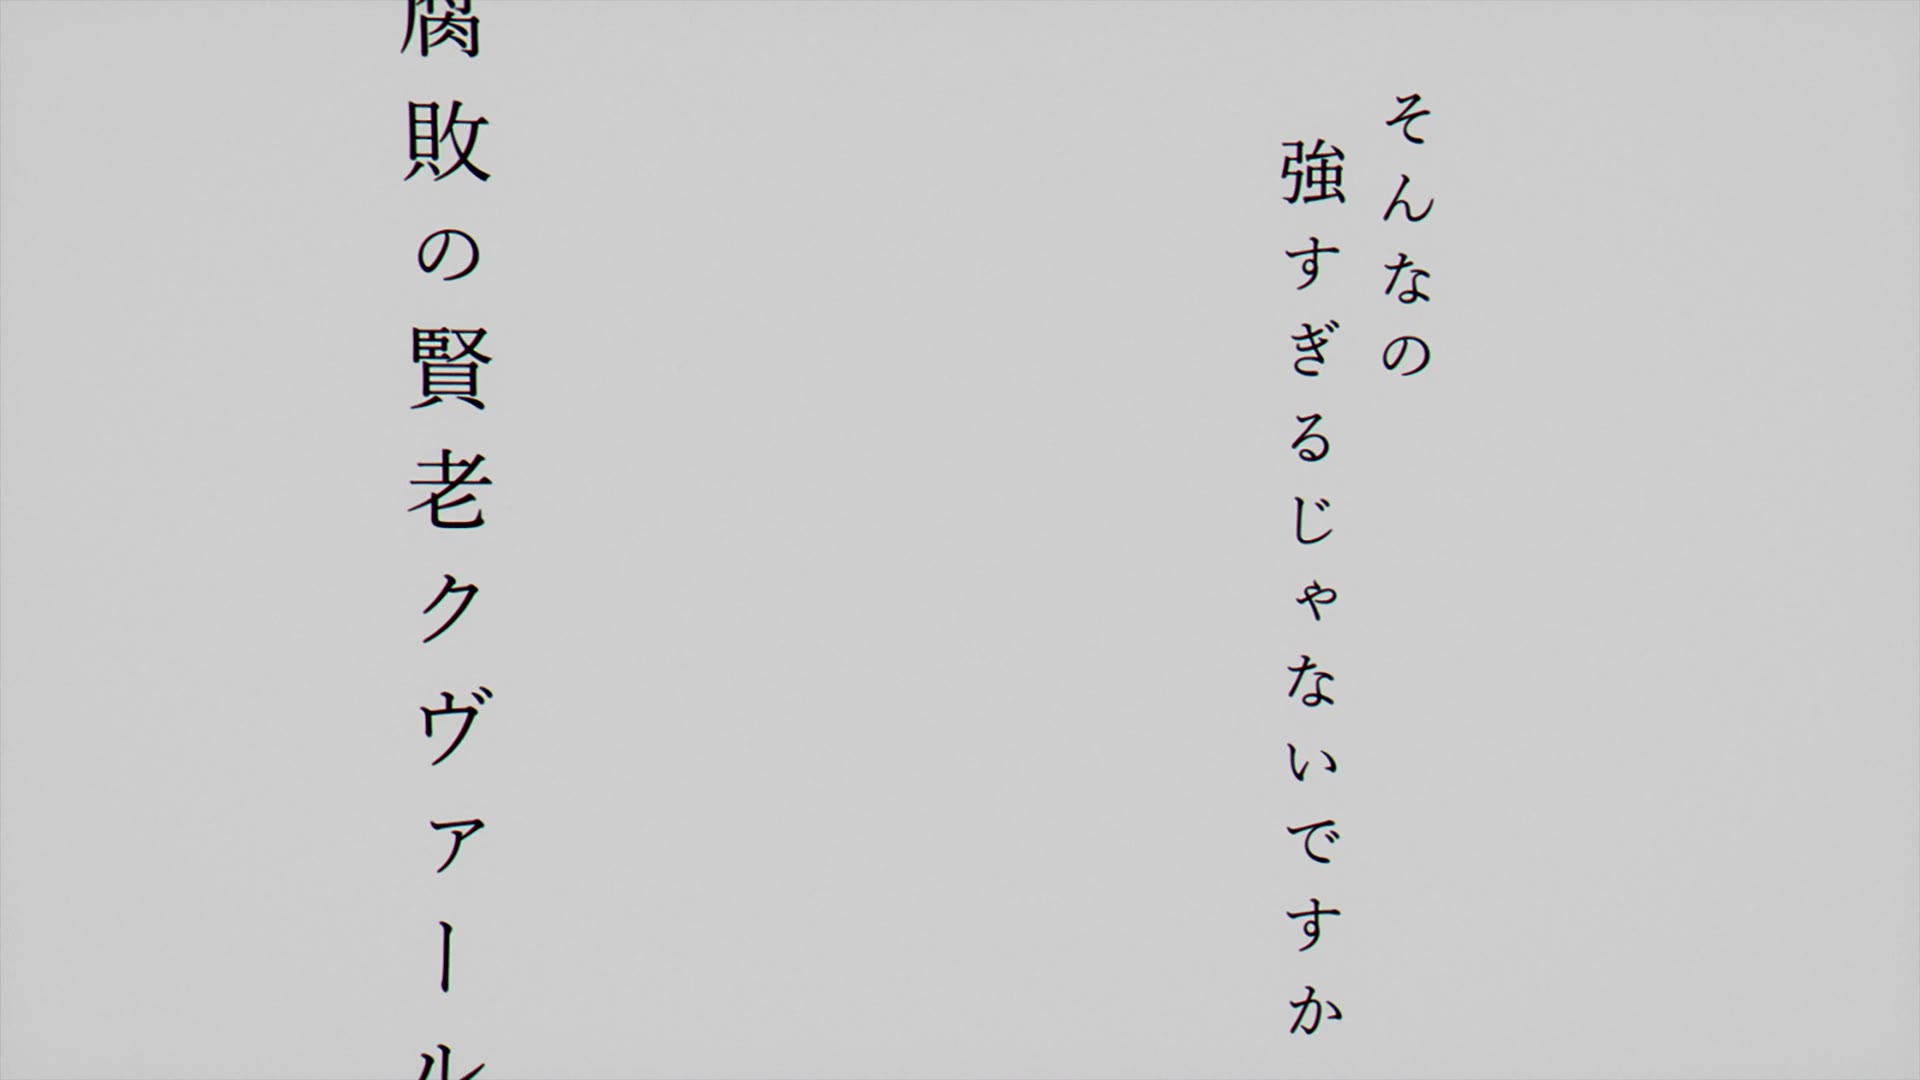 そんなの
強すぎるじゃないですか
腐敗の賢老クヴァール